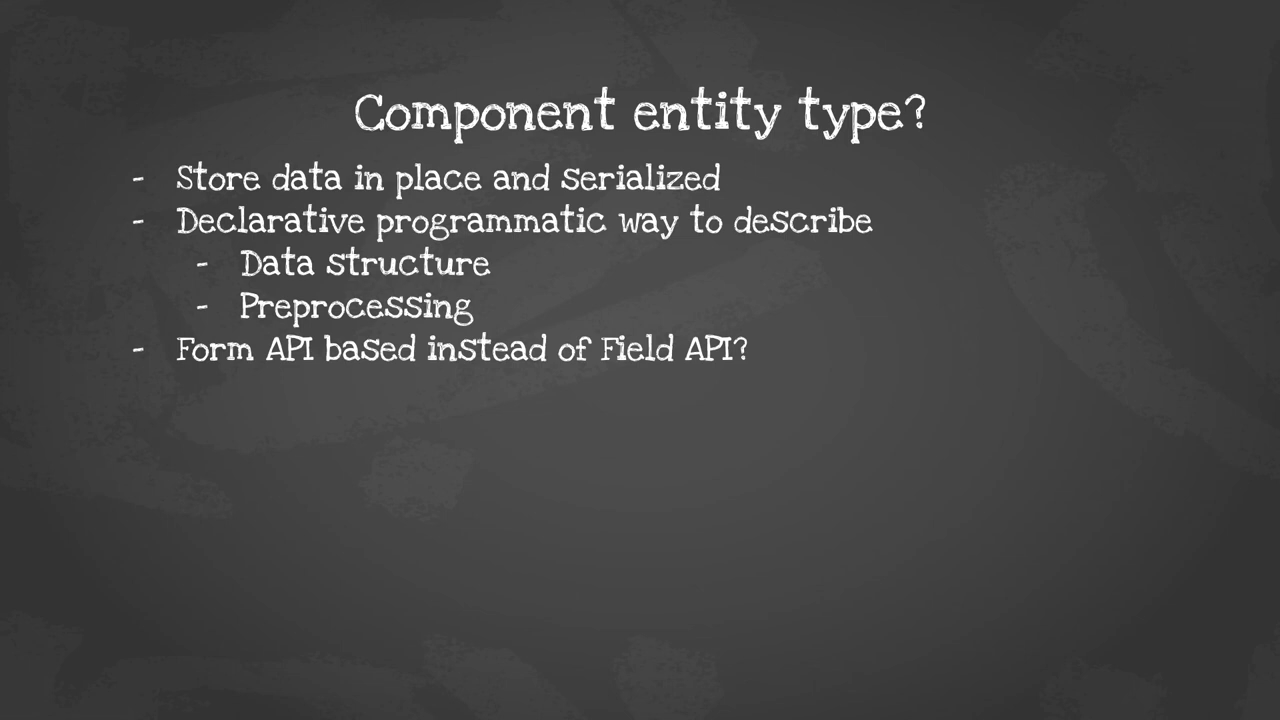 Component entity type?
- Store data in place and serialized
- Declarative programmatic way to describe
- Data structure
- Preprocessing
- Form API based instead of Field API?